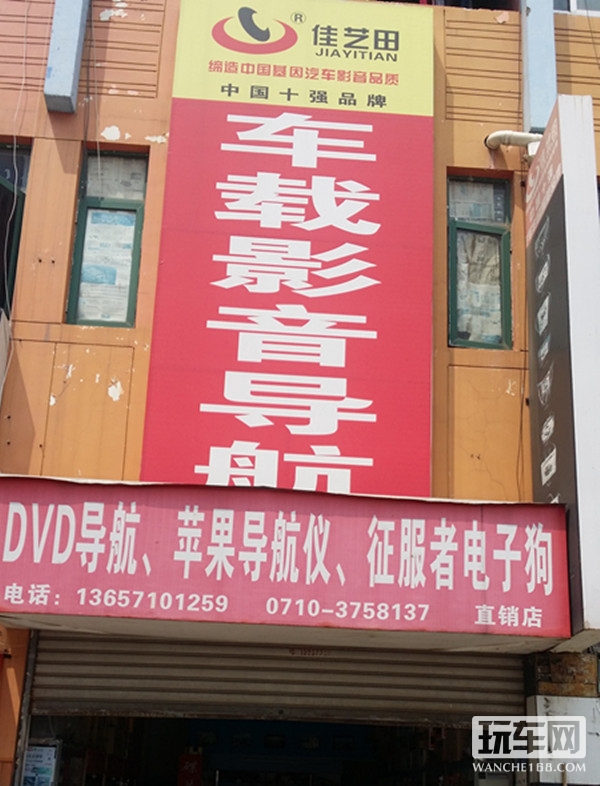 ®
佳艺田
JIAYITIAN
缔造中国基因汽车影音品质
中国十强品牌
车载影音导航
DVD导航、苹果导航仪、征服者电子狗
电话：13657101259 0710-3758137 直销店
玩车网
WANCHE168.COM